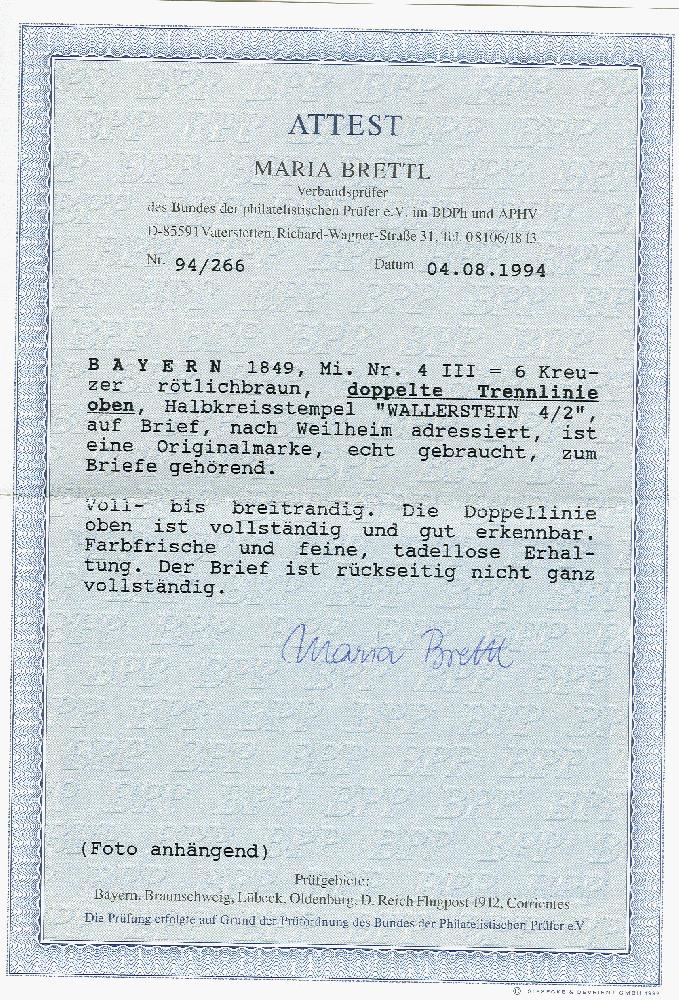 ATTEST
MARIA BRETTL
Verbandsprüfer
des Bundes der philatelistischen Prüfer e.V. im BDPh und APHV
D-85591 Vaterstetten, Richard-Wagner-Straße 31, Tel. 08106/1813
Nr. 94/266 Datum 04.08.1994
B A Y E R N 1849, Mi. Nr. 4 III = 6 Kreu-
zer rötlichbraun, doppelte Trennlinie
oben, Halbkreisstempel "WALLERSTEIN 4/2",
auf Brief, nach Weilheim adressiert, ist
eine Originalmarke, echt gebraucht, zum
Briefe gehörend.
Voll- bis breitrandig. Die Doppellinie
oben ist vollständig und gut erkennbar.
Farbfrische und feine, tadellose Erhal-
tung. Der Brief ist rückseitig nicht ganz
vollständig.
Maria Brettl
(Foto anhängend)
Prüfgebiete:
Bayern, Braunschweig, Lübeck, Oldenburg, D. Reich Flugpost 1912, Corrientes
Die Prüfung erfolgte auf Grund der Prüfordnung des Bundes der Philatelistischen Prüfer e.V.
© GIESECKE & DEVRIENT GMBH